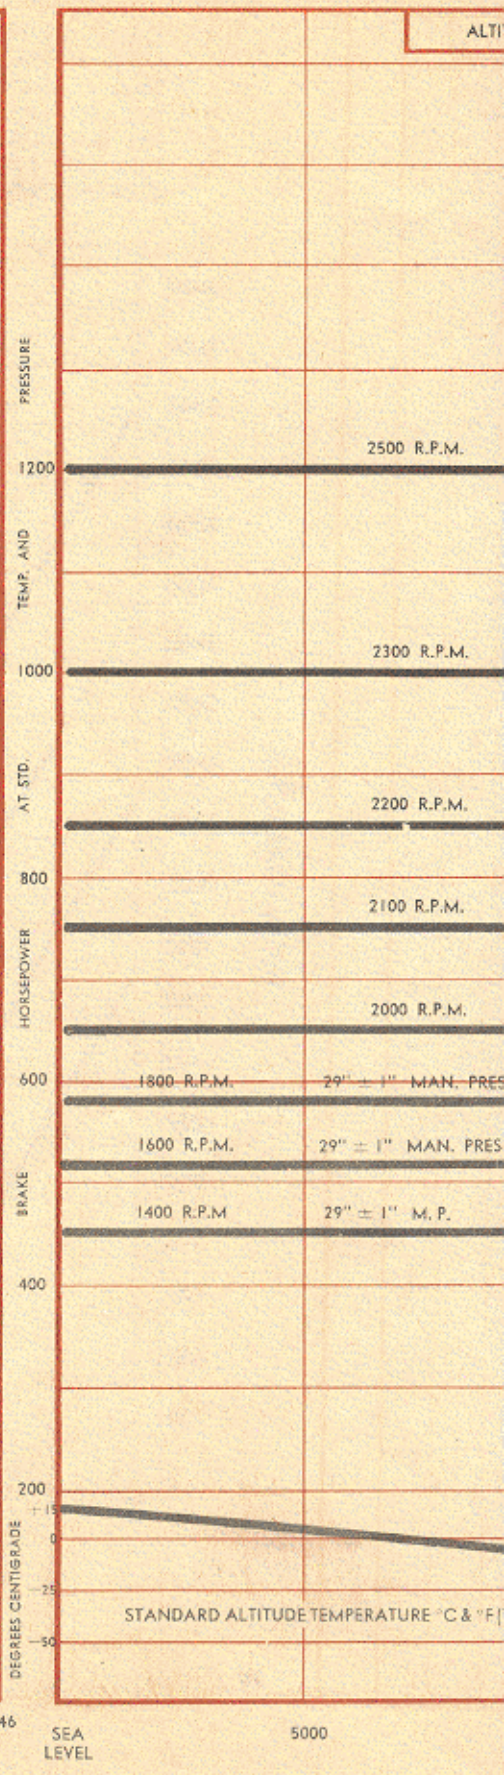 ALTI
PRESSURE
2500 R.P.M.
1200
TEMP. AND
2300 R.P.M.
1000
AT STD.
2200 R.P.M.
800
2100 R.P.M.
HORSEPOWER
2000 R.P.M.
600
1800 R.P.M. 29" ± 1" MAN. PRES
1600 R.P.M. 29" ± 1" MAN. PRES
BRAKE
1400 R.P.M 29" ± 1" M. P.
400
200
+15
0
DEGREES CENTIGRADE
-25
STANDARD ALTITUDE TEMPERATURE °C & °F
-50
46
SEA LEVEL
5000